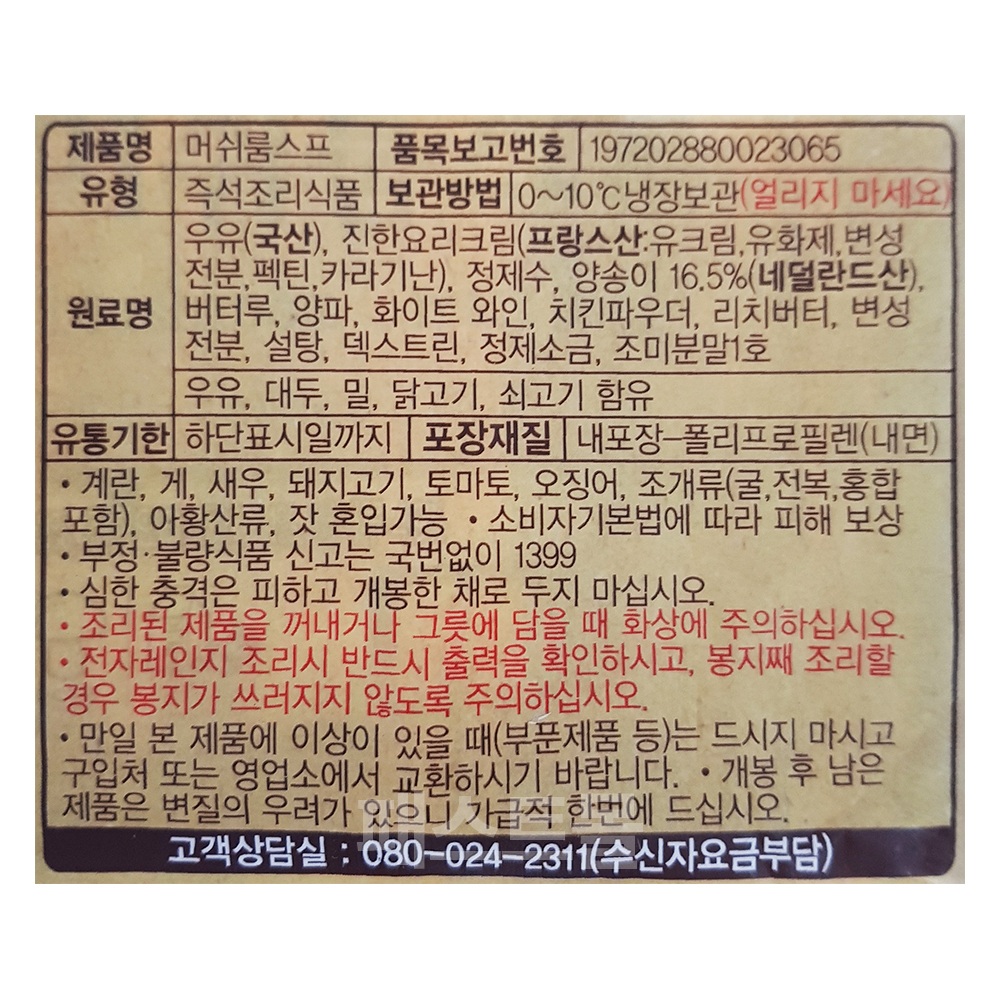 제품명 머쉬룸스프 품목보고번호 197202880023065
유형 즉석조리식품 보관방법 0~10℃냉장보관(얼리지 마세요)
원료명 우유(국산), 진한요리크림(프랑스산:유크림,유화제,변성
전분,펙틴,카라기난), 정제수, 양송이 16.5%(네덜란드산),
버터루, 양파, 화이트 와인, 치킨파우더, 리치버터, 변성
전분, 설탕, 덱스트린, 정제소금, 조미분말1호
우유, 대두, 밀, 닭고기, 쇠고기 함유
유통기한 하단표시일까지 포장재질 내포장-폴리프로필렌(내면)
• 계란, 게, 새우, 돼지고기, 토마토, 오징어, 조개류(굴,전복,홍합
포함), 아황산류, 잣 혼입가능 • 소비자기본법에 따라 피해 보상
• 부정·불량식품 신고는 국번없이 1399
• 심한 충격은 피하고 개봉한 채로 두지 마십시오.
• 조리된 제품을 꺼내거나 그릇에 담을 때 화상에 주의하십시오.
• 전자레인지 조리시 반드시 출력을 확인하시고, 봉지째 조리할
경우 봉지가 쓰러지지 않도록 주의하십시오.
• 만일 본 제품에 이상이 있을 때(부푼제품 등)는 드시지 마시고
구입처 또는 영업소에서 교환하시기 바랍니다. • 개봉 후 남은
제품은 변질의 우려가 있으니 가급적 한번에 드십시오.
고객상담실 : 080-024-2311(수신자요금부담)